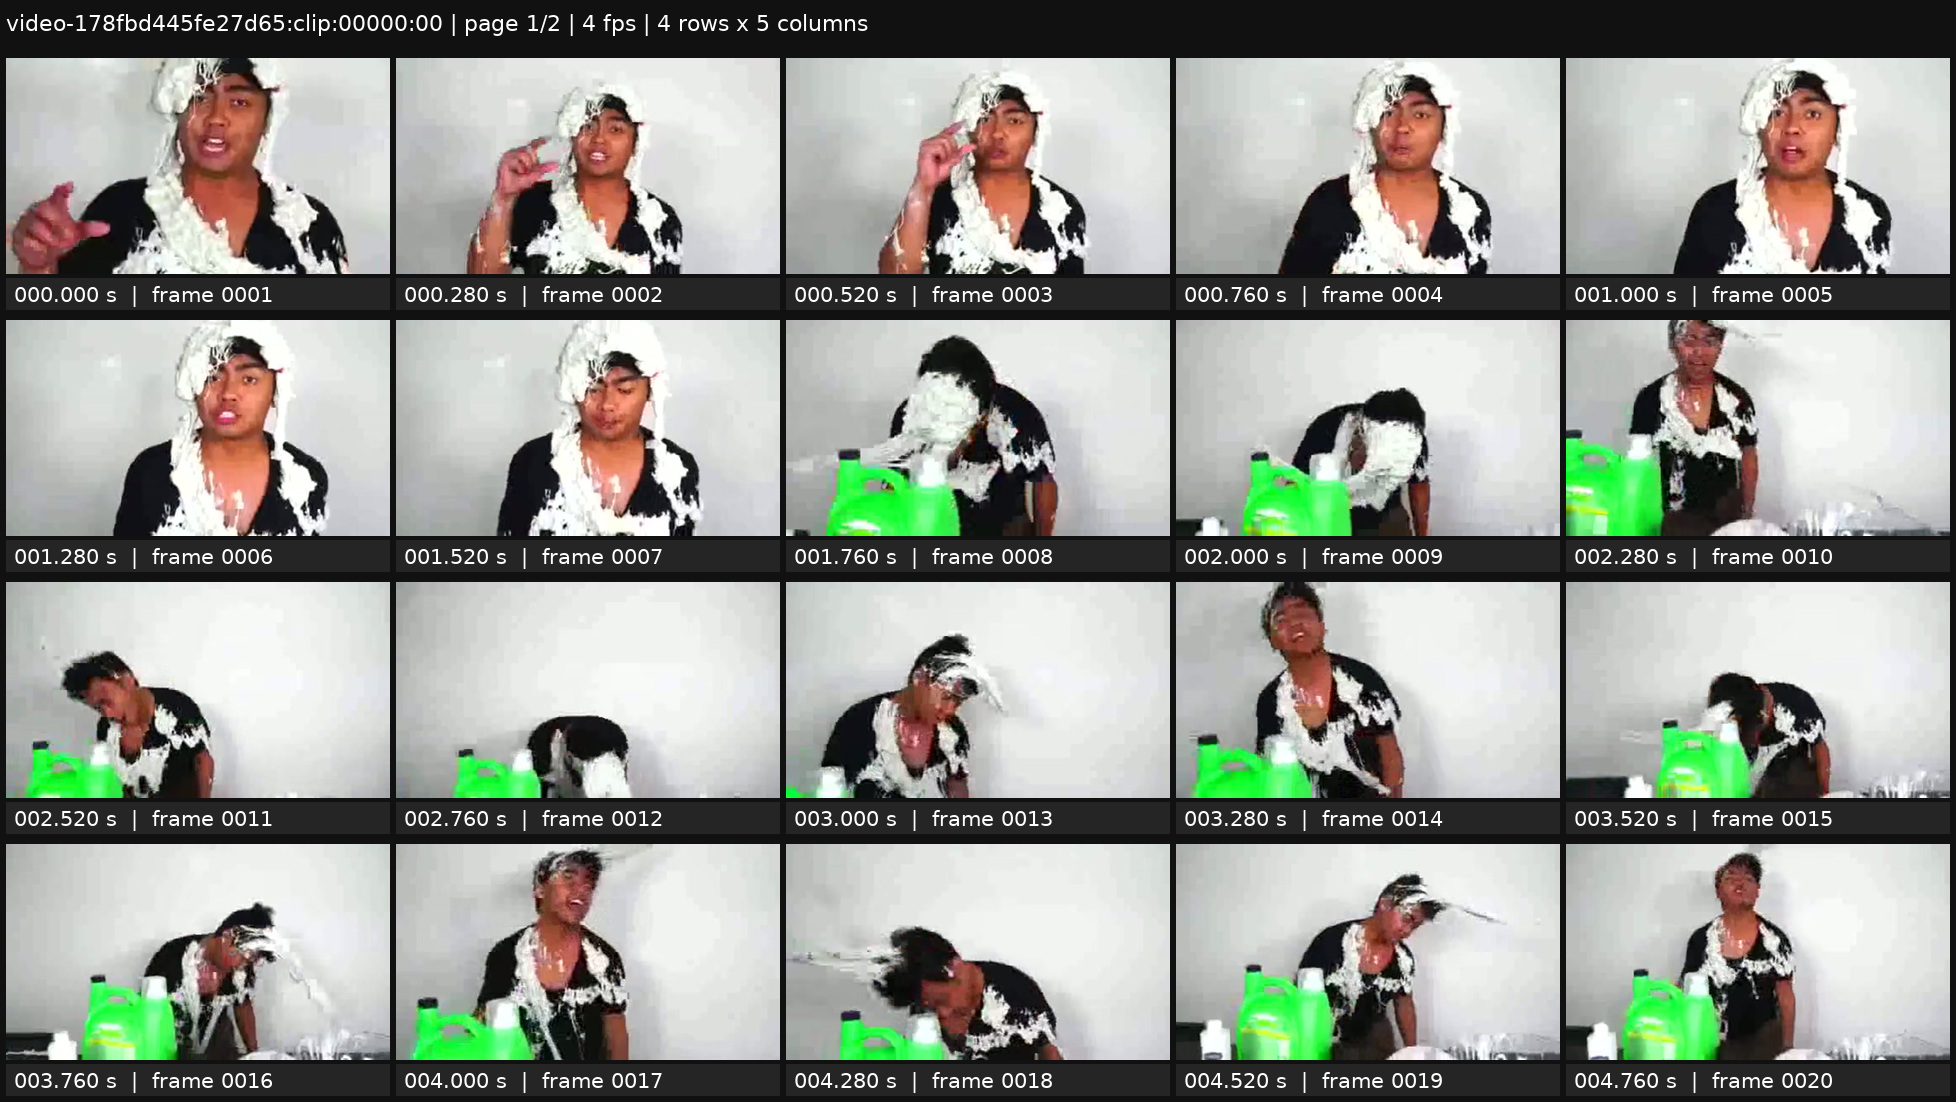 video-178fbd445fe27d65:clip:00000:00 | page 1/2 | 4 fps | 4 rows x 5 columns
000.000 s | frame 0001
000.280 s | frame 0002
000.520 s | frame 0003
000.760 s | frame 0004
001.000 s | frame 0005
001.280 s | frame 0006
001.520 s | frame 0007
001.760 s | frame 0008
002.000 s | frame 0009
002.280 s | frame 0010
002.520 s | frame 0011
002.760 s | frame 0012
003.000 s | frame 0013
003.280 s | frame 0014
003.520 s | frame 0015
003.760 s | frame 0016
004.000 s | frame 0017
004.280 s | frame 0018
004.520 s | frame 0019
004.760 s | frame 0020